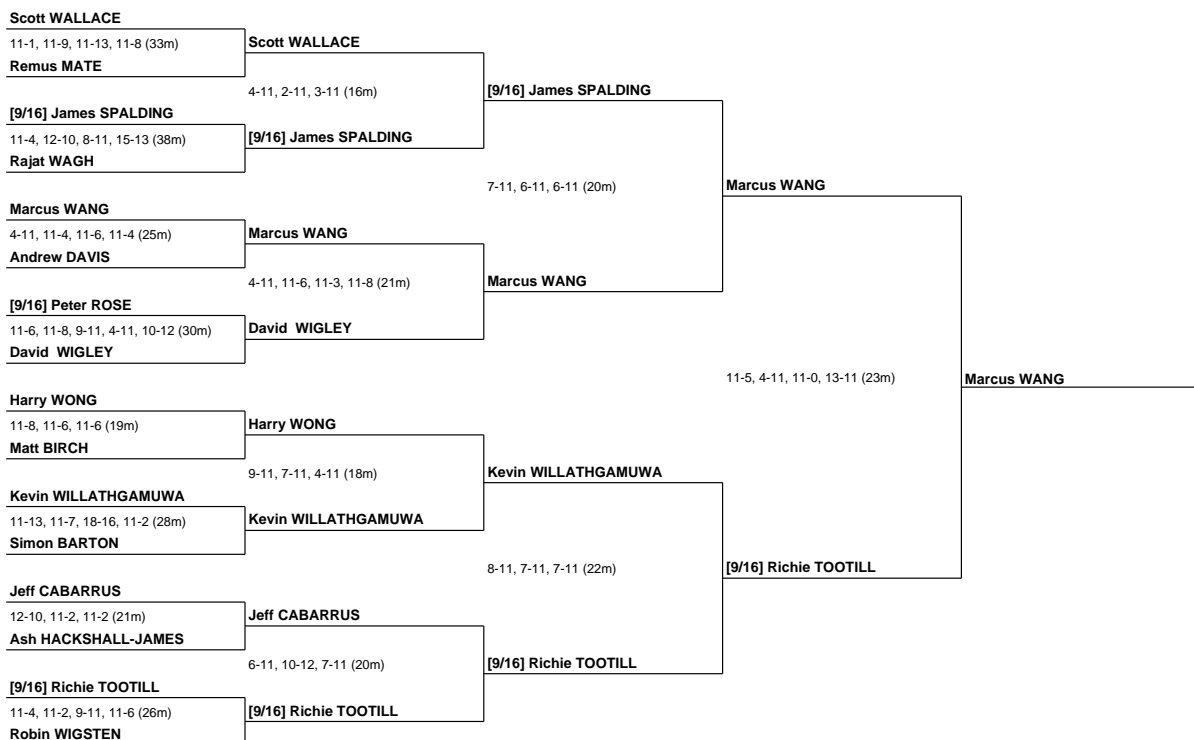 Scott WALLACE
11-1, 11-9, 11-13, 11-8 (33m)
Remus MATE
[9/16] James SPALDING
11-4, 12-10, 8-11, 15-13 (38m)
Rajat WAGH
Marcus WANG
4-11, 11-4, 11-6, 11-4 (25m)
Andrew DAVIS
[9/16] Peter ROSE
11-6, 11-8, 9-11, 4-11, 10-12 (30m)
David  WIGLEY
Harry WONG
11-8, 11-6, 11-6 (19m)
Matt BIRCH
Kevin WILLATHGAMUWA
11-13, 11-7, 18-16, 11-2 (28m)
Simon BARTON
Jeff CABARRUS
12-10, 11-2, 11-2 (21m)
Ash HACKSHALL-JAMES
[9/16] Richie TOOTILL
11-4, 11-2, 9-11, 11-6 (26m)
Robin WIGSTEN
Scott WALLACE
4-11, 2-11, 3-11 (16m)
[9/16] James SPALDING
Marcus WANG
4-11, 11-6, 11-3, 11-8 (21m)
David  WIGLEY
Harry WONG
9-11, 7-11, 4-11 (18m)
Kevin WILLATHGAMUWA
Jeff CABARRUS
6-11, 10-12, 7-11 (20m)
[9/16] Richie TOOTILL
[9/16] James SPALDING
7-11, 6-11, 6-11 (20m)
Marcus WANG
Kevin WILLATHGAMUWA
8-11, 7-11, 7-11 (22m)
[9/16] Richie TOOTILL
Marcus WANG
11-5, 4-11, 11-0, 13-11 (23m)
[9/16] Richie TOOTILL
Marcus WANG